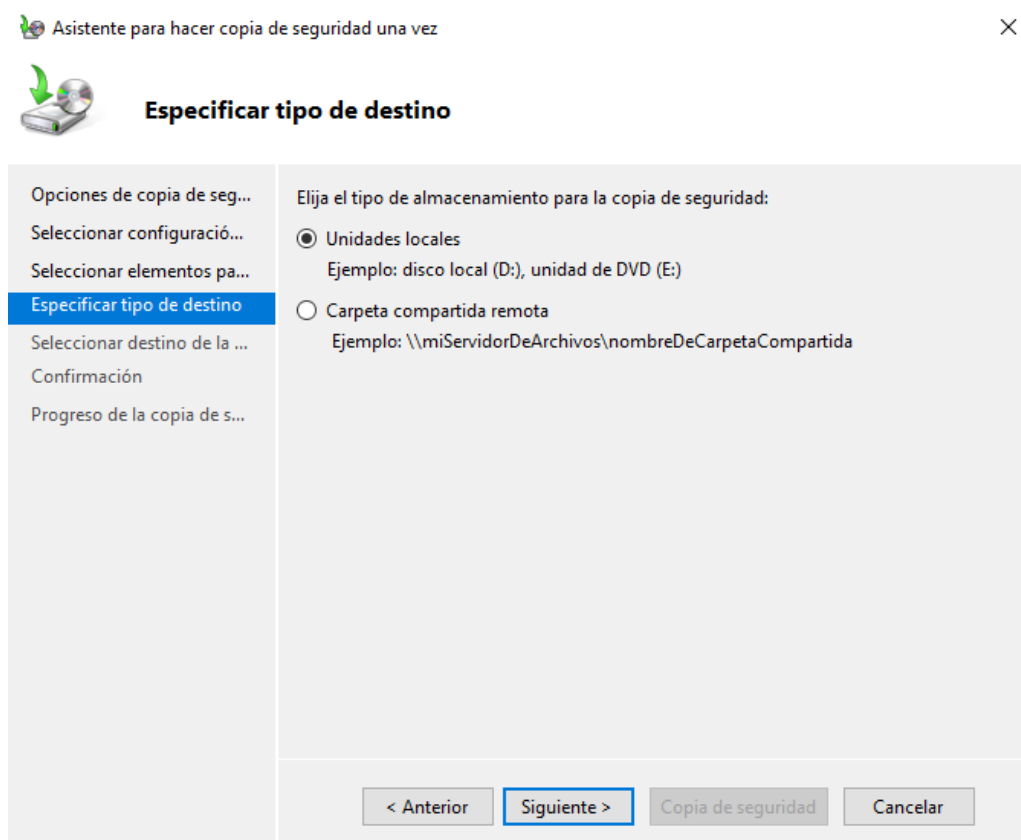 Asistente para hacer copia de seguridad una vez
Especificar tipo de destino
Opciones de copia de seg...
Seleccionar configuració...
Seleccionar elementos pa...
Especificar tipo de destino
Seleccionar destino de la ...
Confirmación
Progreso de la copia de s...
Elija el tipo de almacenamiento para la copia de seguridad:
Unidades locales
Ejemplo: disco local (D:), unidad de DVD (E:)
Carpeta compartida remota
Ejemplo: \\miServidorDeArchivos\nombreDeCarpetaCompartida
< Anterior
Siguiente >
Copia de seguridad
Cancelar